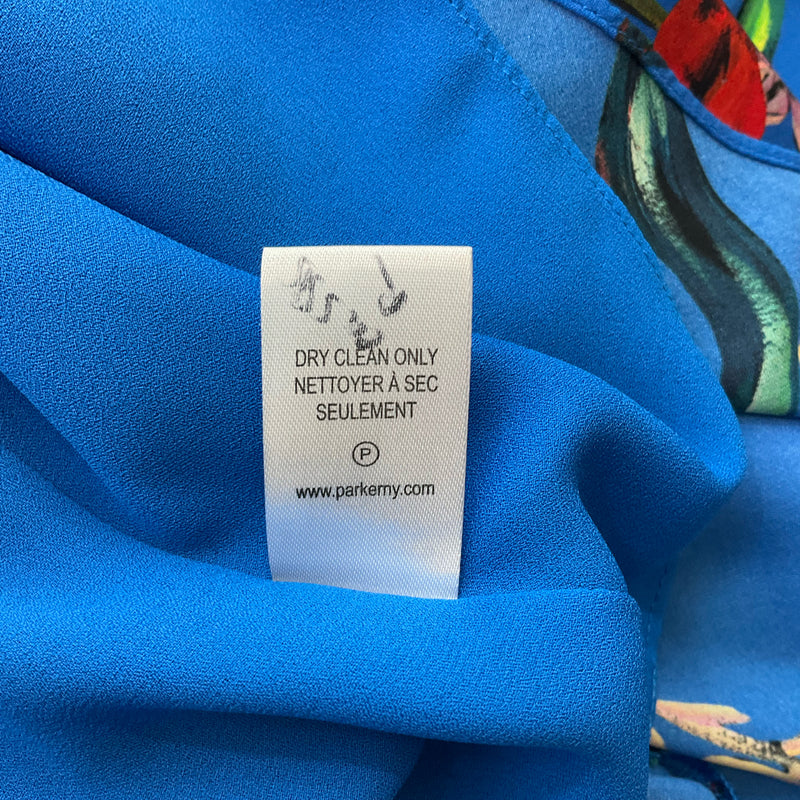 DRY CLEAN ONLY
NETTOYER À SEC
SEULEMENT
P
www.parkerny.com